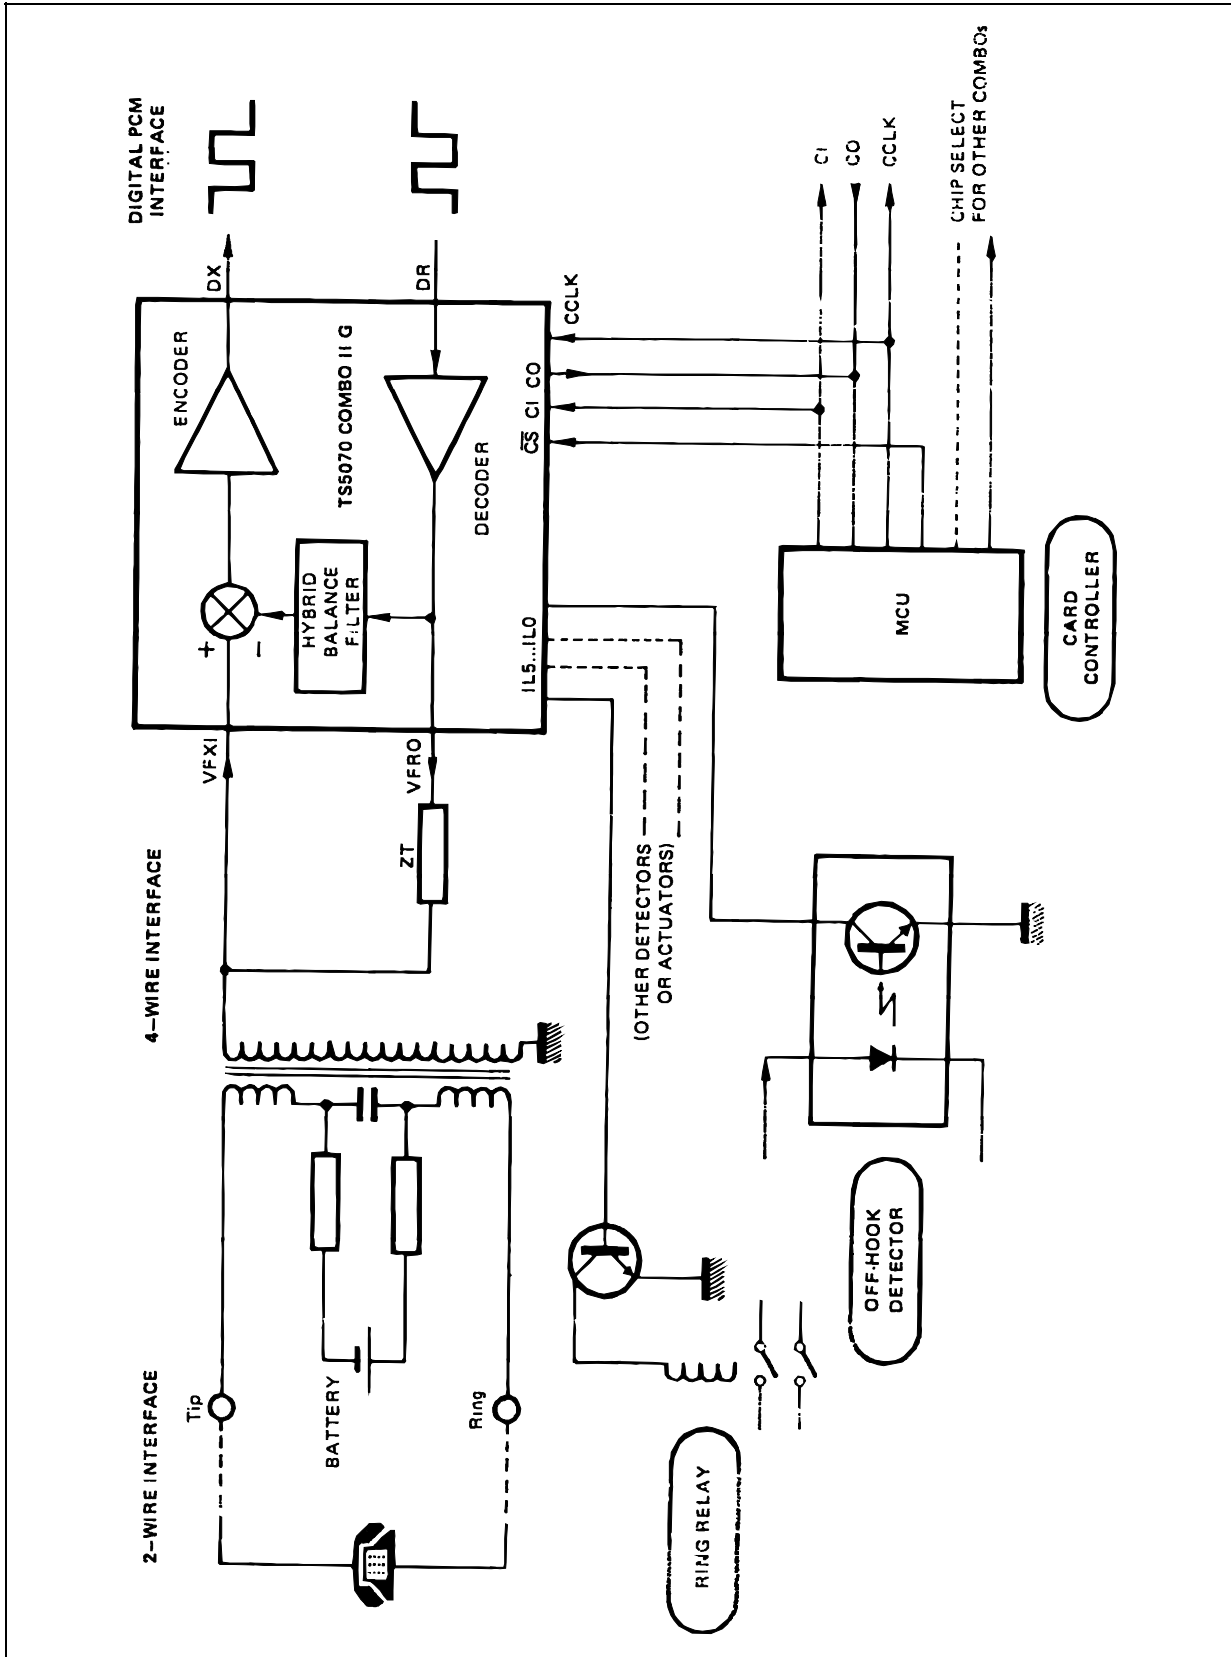 2–WIRE INTERFACE
4–WIRE INTERFACE
DIGITAL PCM
INTERFACE
Tip
BATTERY
Ring
VFXI
VFRO
ZT
+
–
HYBRID
BALANCE
FILTER
ENCODER
TS5070 COMBO II G
DECODER
DX
DR
IL5...IL0
CS CI CO
CCLK
(OTHER DETECTORS
OR ACTUATORS)
CI
CO
CCLK
CHIP SELECT
FOR OTHER COMBOs
MCU
CARD
CONTROLLER
RING RELAY
OFF-HOOK
DETECTOR